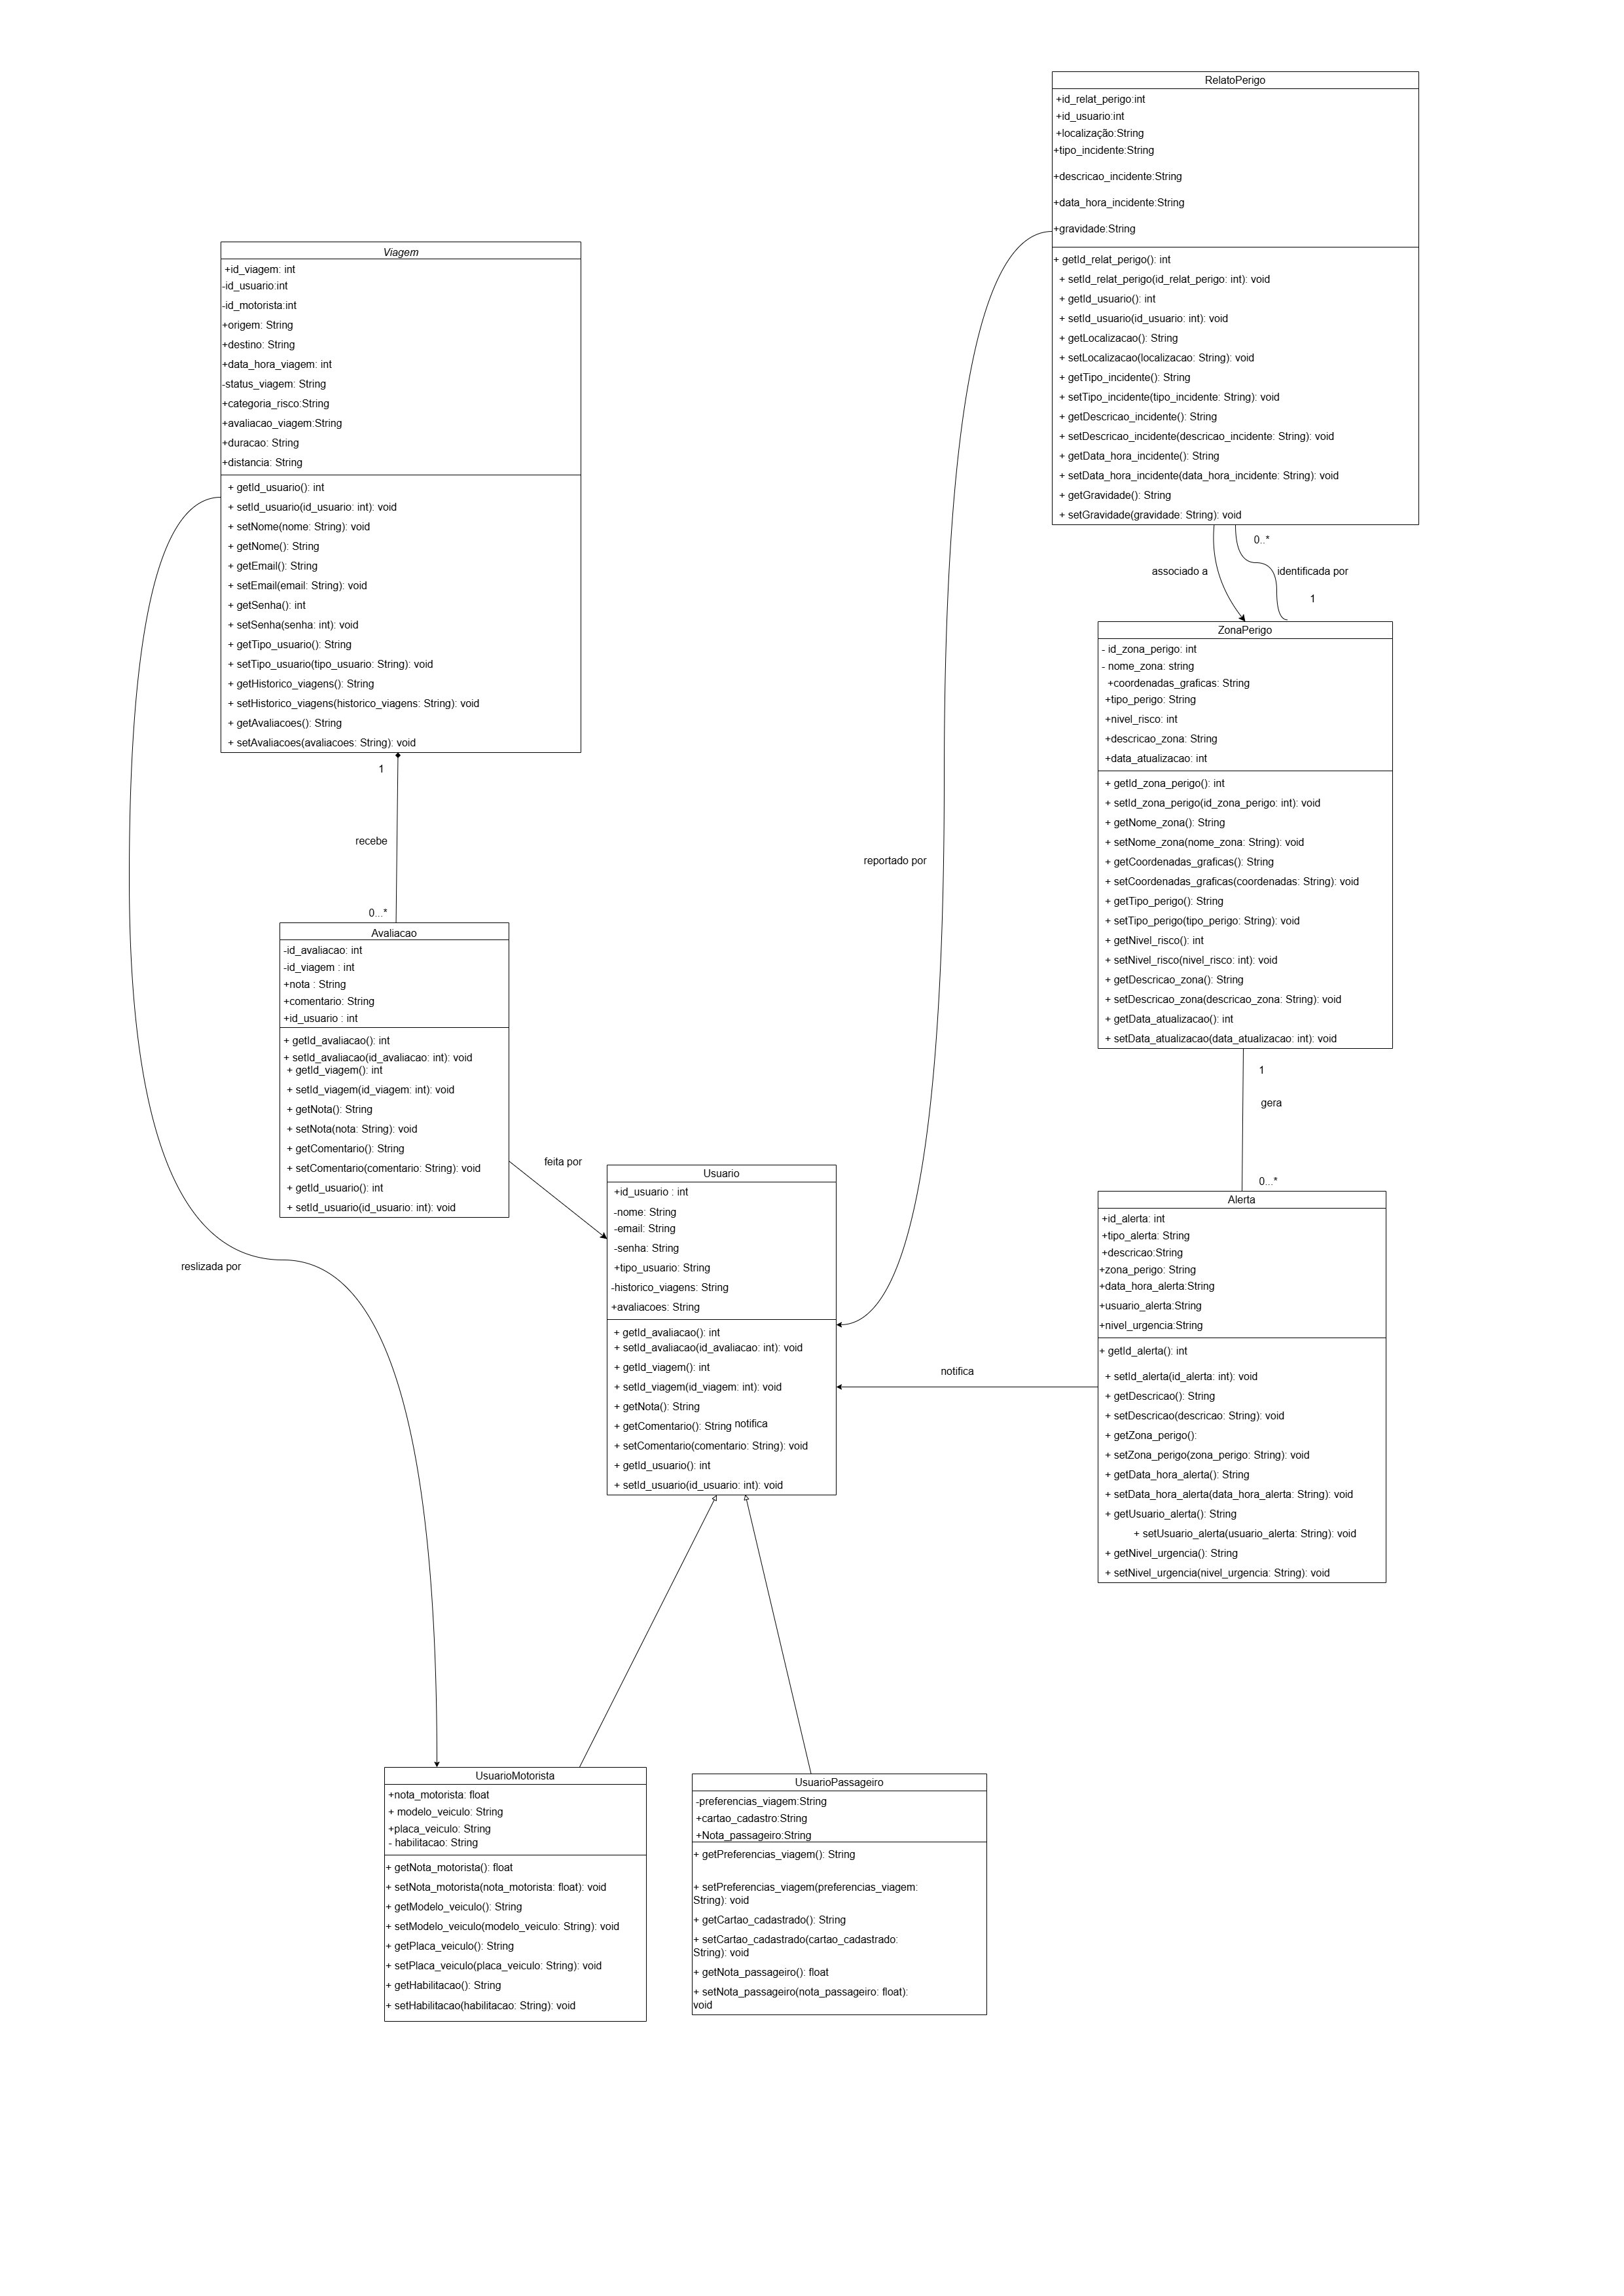 RelatoPerigo
+id_relat_perigo:int
+id_usuario:int
+localização:String
+tipo_incidente:String
+descricao_incidente:String
+data_hora_incidente:String
+gravidade:String
+ getId_relat_perigo(): int
+ setId_relat_perigo(id_relat_perigo: int): void
+ getId_usuario(): int
+ setId_usuario(id_usuario: int): void
+ getLocalizacao(): String
+ setLocalizacao(localizacao: String): void
+ getTipo_incidente(): String
+ setTipo_incidente(tipo_incidente: String): void
+ getDescricao_incidente(): String
+ setDescricao_incidente(descricao_incidente: String): void
+ getData_hora_incidente(): String
+ setData_hora_incidente(data_hora_incidente: String): void
+ getGravidade(): String
+ setGravidade(gravidade: String): void
Viagem
+id_viagem: int
-id_usuario:int
-id_motorista:int
+origem: String
+destino: String
+data_hora_viagem: int
-status_viagem: String
+categoria_risco:String
+avaliacao_viagem:String
+duracao: String
+distancia: String
+ getId_usuario(): int
+ setId_usuario(id_usuario: int): void
+ setNome(nome: String): void
+ getNome(): String
+ getEmail(): String
+ setEmail(email: String): void
+ getSenha(): int
+ setSenha(senha: int): void
+ getTipo_usuario(): String
+ setTipo_usuario(tipo_usuario: String): void
+ getHistorico_viagens(): String
+ setHistorico_viagens(historico_viagens: String): void
+ getAvaliacoes(): String
+ setAvaliacoes(avaliacoes: String): void
0..*
associado a
identificada por
1
ZonaPerigo
- id_zona_perigo: int
- nome_zona: string
+coordenadas_graficas: String
+tipo_perigo: String
+nivel_risco: int
+descricao_zona: String
+data_atualizacao: int
+ getId_zona_perigo(): int
+ setId_zona_perigo(id_zona_perigo: int): void
+ getNome_zona(): String
+ setNome_zona(nome_zona: String): void
+ getCoordenadas_graficas(): String
+ setCoordenadas_graficas(coordenadas: String): void
+ getTipo_perigo(): String
+ setTipo_perigo(tipo_perigo: String): void
+ getNivel_risco(): int
+ setNivel_risco(nivel_risco: int): void
+ getDescricao_zona(): String
+ setDescricao_zona(descricao_zona: String): void
+ getData_atualizacao(): int
+ setData_atualizacao(data_atualizacao: int): void
1
recebe
0...*
reportado por
Avaliacao
-id_avaliacao: int
-id_viagem : int
+nota : String
+comentario: String
+id_usuario : int
+ getId_avaliacao(): int
+ setId_avaliacao(id_avaliacao: int): void
+ getId_viagem(): int
+ setId_viagem(id_viagem: int): void
+ getNota(): String
+ setNota(nota: String): void
+ getComentario(): String
+ setComentario(comentario: String): void
+ getId_usuario(): int
+ setId_usuario(id_usuario: int): void
1
gera
0...*
feita por
reslizada por
Usuario
+id_usuario : int
-nome: String
-email: String
-senha: String
+tipo_usuario: String
-historico_viagens: String
+avaliacoes: String
+ getId_avaliacao(): int
+ setId_avaliacao(id_avaliacao: int): void
+ getId_viagem(): int
+ setId_viagem(id_viagem: int): void
+ getNota(): String
+ getComentario(): String notifica
+ setComentario(comentario: String): void
+ getId_usuario(): int
+ setId_usuario(id_usuario: int): void
notifica
Alerta
+id_alerta: int
+tipo_alerta: String
+descricao:String
+zona_perigo: String
+data_hora_alerta:String
+usuario_alerta:String
+nivel_urgencia:String
+ getId_alerta(): int
+ setId_alerta(id_alerta: int): void
+ getDescricao(): String
+ setDescricao(descricao: String): void
+ getZona_perigo():
+ setZona_perigo(zona_perigo: String): void
+ getData_hora_alerta(): String
+ setData_hora_alerta(data_hora_alerta: String): void
+ getUsuario_alerta(): String
+ setUsuario_alerta(usuario_alerta: String): void
+ getNivel_urgencia(): String
+ setNivel_urgencia(nivel_urgencia: String): void
UsuarioMotorista
+nota_motorista: float
+ modelo_veiculo: String
+placa_veiculo: String
- habilitacao: String
+ getNota_motorista(): float
+ setNota_motorista(nota_motorista: float): void
+ getModelo_veiculo(): String
+ setModelo_veiculo(modelo_veiculo: String): void
+ getPlaca_veiculo(): String
+ setPlaca_veiculo(placa_veiculo: String): void
+ getHabilitacao(): String
+ setHabilitacao(habilitacao: String): void
UsuarioPassageiro
-preferencias_viagem:String
+cartao_cadastro:String
+Nota_passageiro:String
+ getPreferencias_viagem(): String
+ setPreferencias_viagem(preferencias_viagem:
String): void
+ getCartao_cadastrado(): String
+ setCartao_cadastrado(cartao_cadastrado:
String): void
+ getNota_passageiro(): float
+ setNota_passageiro(nota_passageiro: float):
void